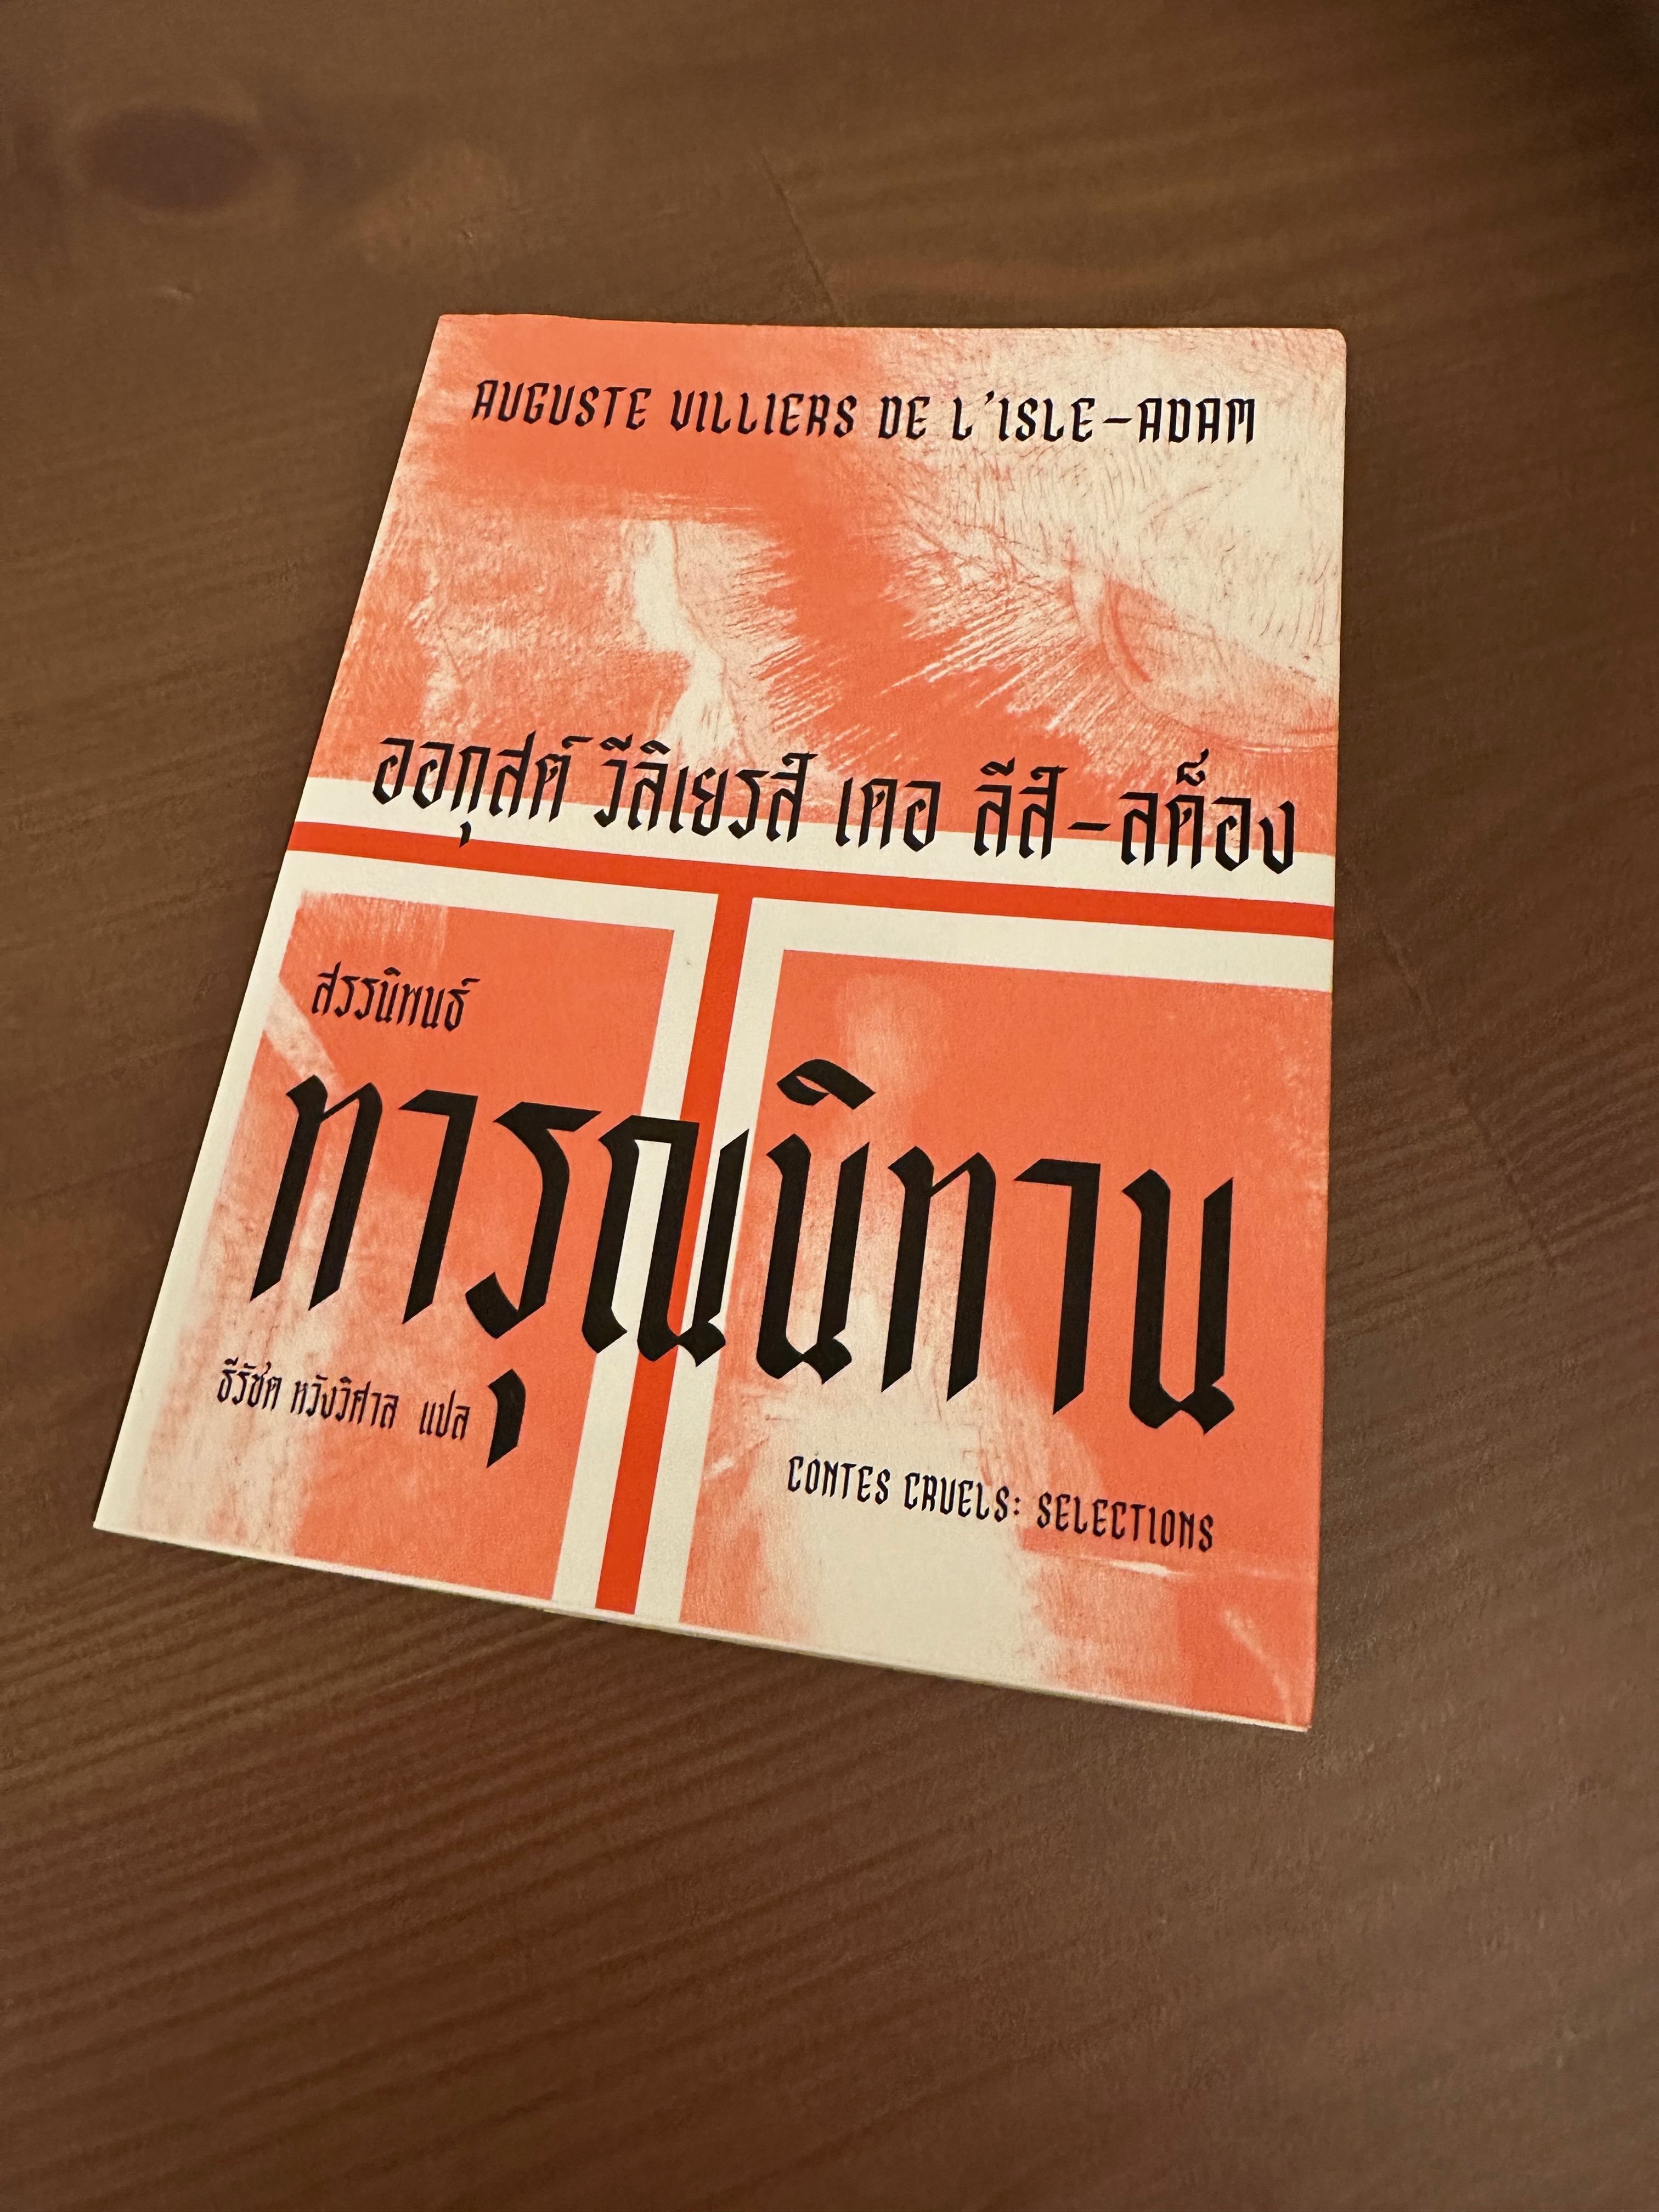 AUGUSTE VILLIERS DE L'ISLE-ADAM
ออกุสต์ วีลิเยรส์ เดอ ลีส์-ลด็อง
สรรนิพนธ์
ทารุณนิทาน
ธีรัชต หวังวิศาล แปล
CONTES CRUELS: SELECTIONS